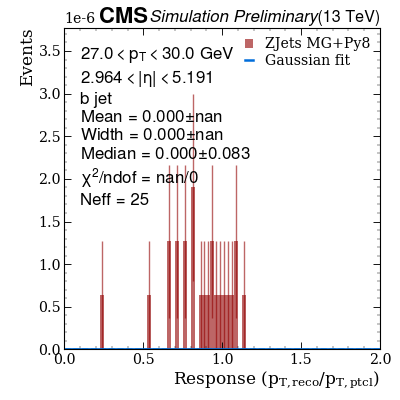 1e-6 CMS Simulation Preliminary (13 TeV)
Events
27.0 < p_T < 30.0 GeV
2.964 < |η| < 5.191
b jet
Mean = 0.000±nan
Width = 0.000±nan
Median = 0.000±0.083
χ²/ndof = nan/0
Neff = 25
ZJets MG+Py8
Gaussian fit
3.5
3.0
2.5
2.0
1.5
1.0
0.5
0.0
0.0 0.5 1.0 1.5 2.0
Response (p_T,reco/p_T,ptcl)